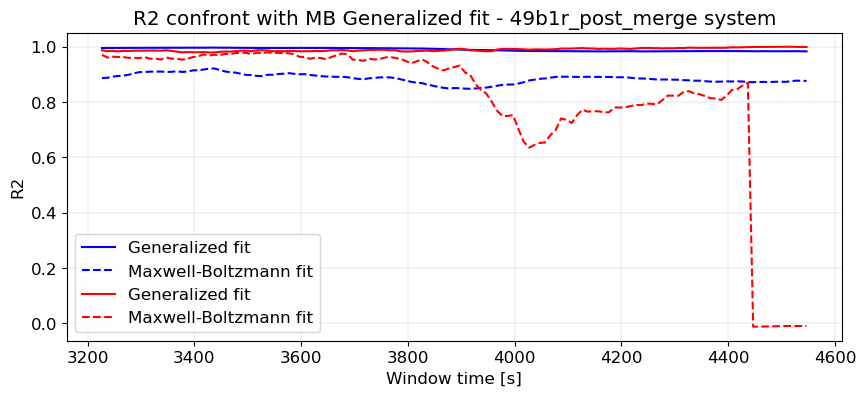 R2 confront with MB Generalized fit - 49b1r_post_merge system
1.0
0.8
0.6
0.4
0.2
0.0
R2
Generalized fit
Maxwell-Boltzmann fit
Generalized fit
Maxwell-Boltzmann fit
3200 3400 3600 3800 4000 4200 4400 4600
Window time [s]